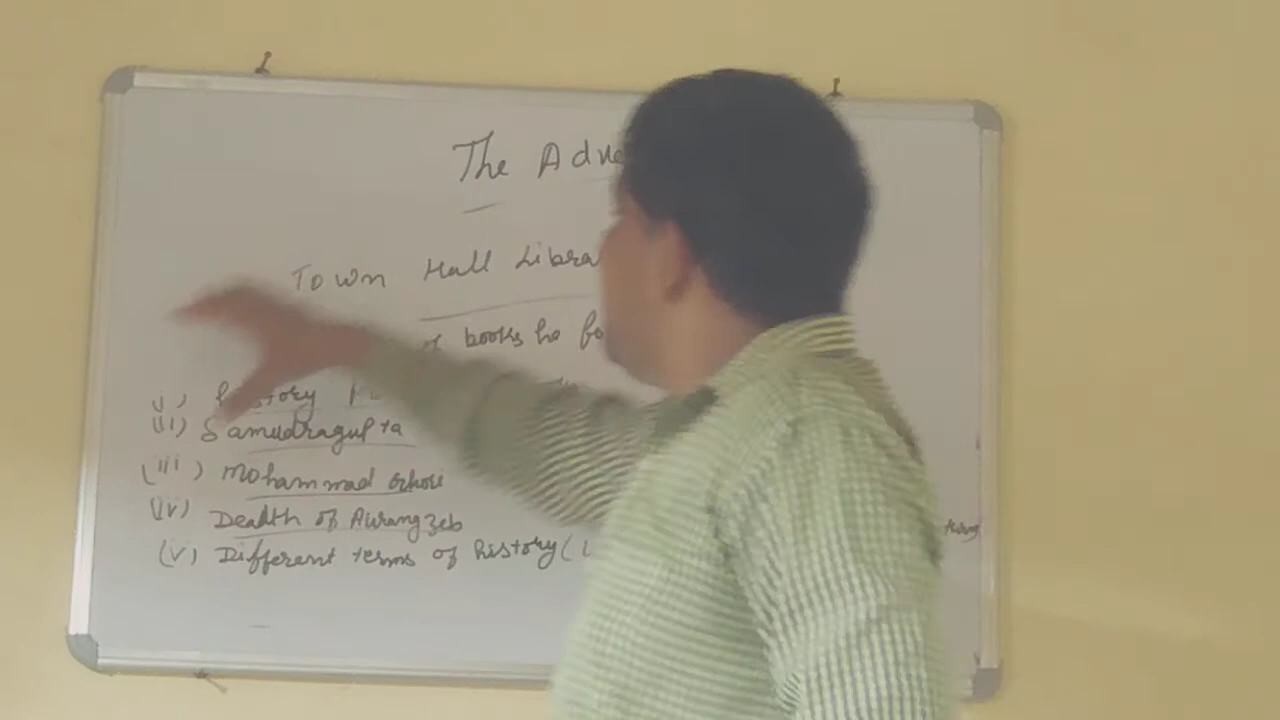 The Adve
Town Hall Libra
of books he fo
(i) History
(ii) Samudragupta
(iii) Mohammad Ghori
(iv) Death of Aurangzeb
(v) Different terms of history (